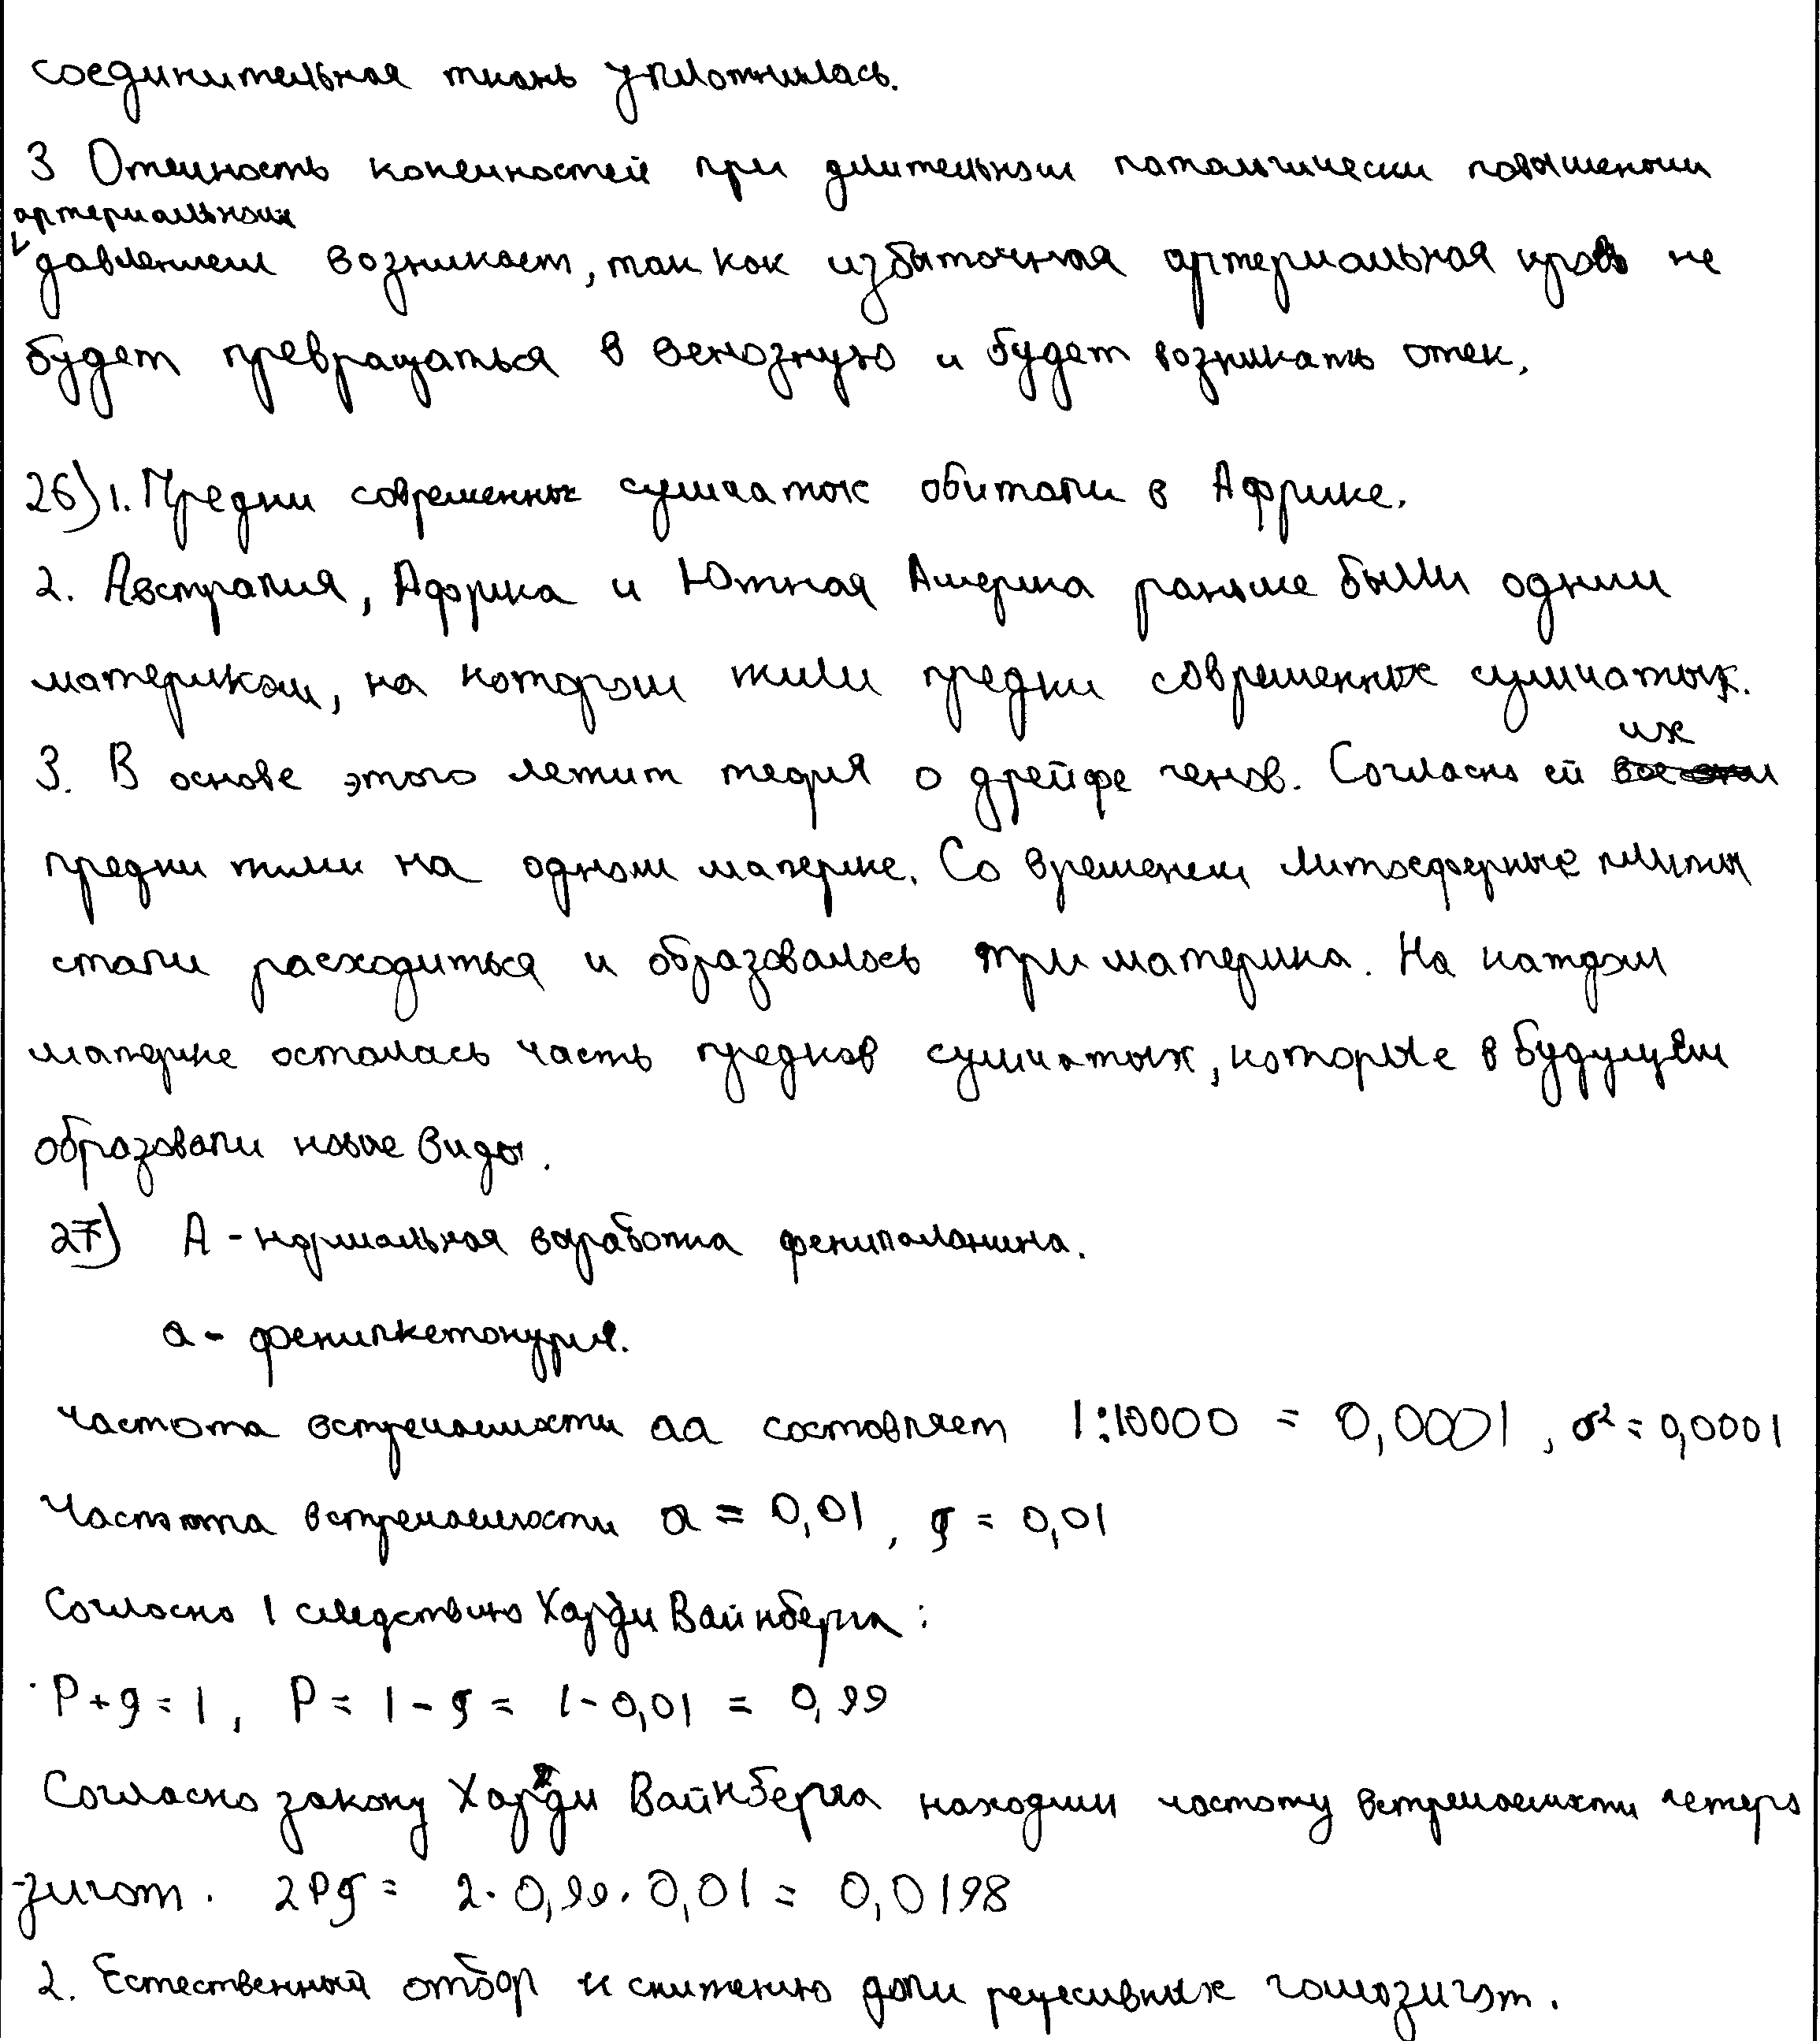 соединительная ткань уплотнилась.
3 Отечность конечностей при длительном патологически повышеным
артериальным
давлением возникает, так как избыточная артериальная кровь не
будет превращаться в венозную и будет возникать отек.
26) 1. Предки современных сумчатых обитали в Африке.
2. Австралия, Африка и Южная Америка раньше были одним
материком, на котором жили предки современных сумчатых.
3. В основе этого лежит теория о дрейфе генов. Согласно ей их
предки жили на одном материке. Со временем литосферные плиты
стали расходиться и образовалось три материка. На каждом
материке осталась часть предков сумчатых, которые в будущем
образовали новые виды.
27) А - нормальная выработка фенилаланина.
а - фенилкетонурия.
Частота встречаемости аа составляет 1:10000 = 0,0001, q² = 0,0001
Частота встречаемости а = 0,01, q = 0,01
Согласно 1 следствию Харди Вайнберга:
P + q = 1, P = 1 - q = 1 - 0,01 = 0,99
Согласно закону Харди Вайнберга находим частоту встречаемости гетеро
-зигот. 2Pq = 2 · 0,99 · 0,01 = 0,0198
2. Естественный отбор к снижению доли рецесивных гомозигот.